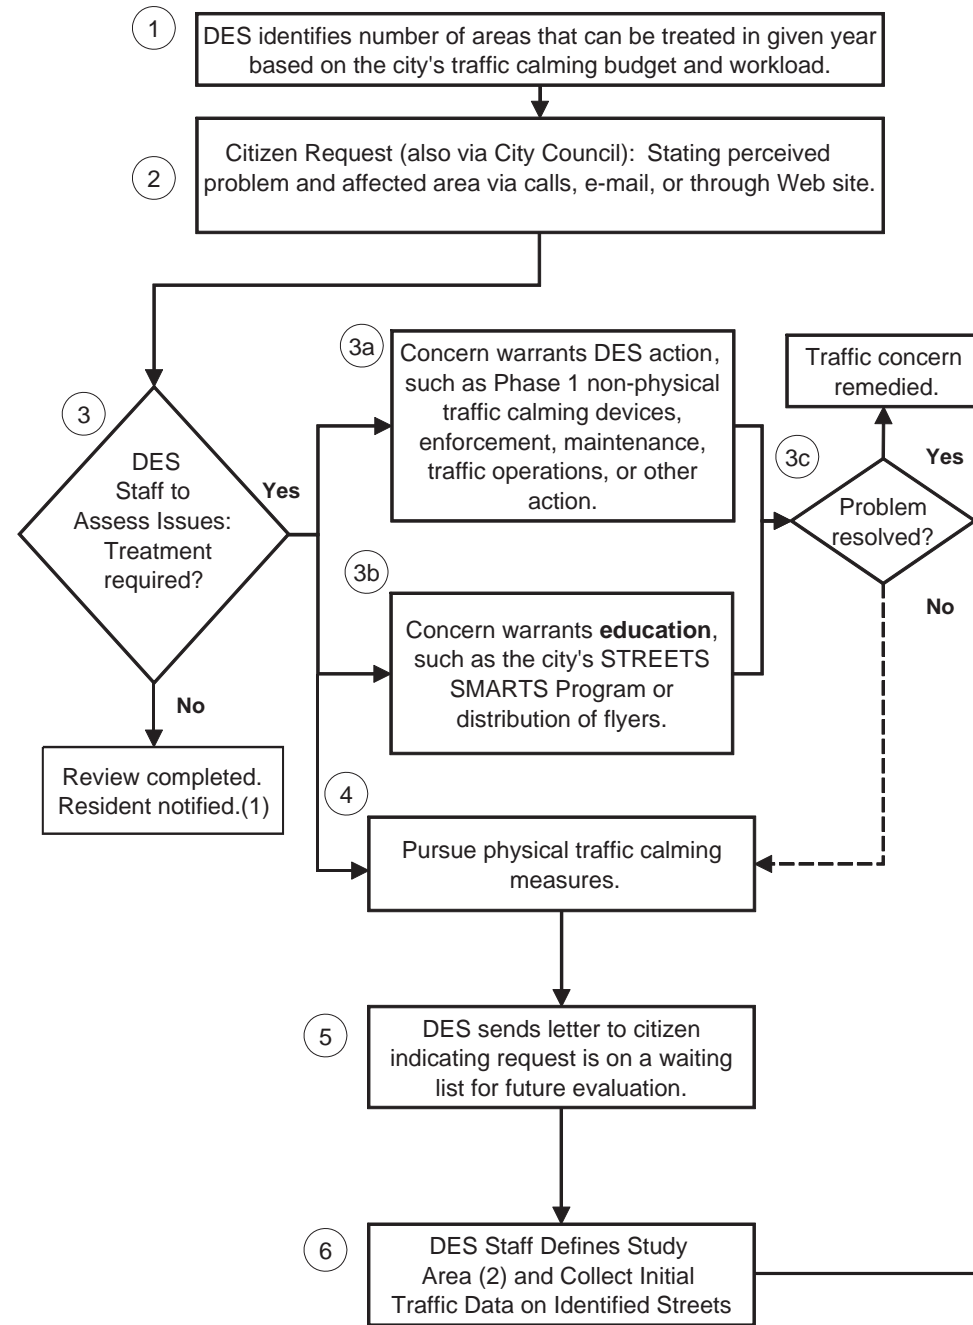 1
DES identifies number of areas that can be treated in given year
based on the city's traffic calming budget and workload.
2
Citizen Request (also via City Council):  Stating perceived
problem and affected area via calls, e-mail, or through Web site.
3
DES
Staff to
Assess Issues:
Treatment
required?
Yes
No
Review completed.
Resident notified.(1)
3a
Concern warrants DES action,
such as Phase 1 non-physical
traffic calming devices,
enforcement, maintenance,
traffic operations, or other
action.
3b
Concern warrants education,
such as the city's STREETS
SMARTS Program or
distribution of flyers.
3c
Problem
resolved?
Yes
Traffic concern
remedied.
No
4
Pursue physical traffic calming
measures.
5
DES sends letter to citizen
indicating request is on a waiting
list for future evaluation.
6
DES Staff Defines Study
Area (2) and Collect Initial
Traffic Data on Identified Streets